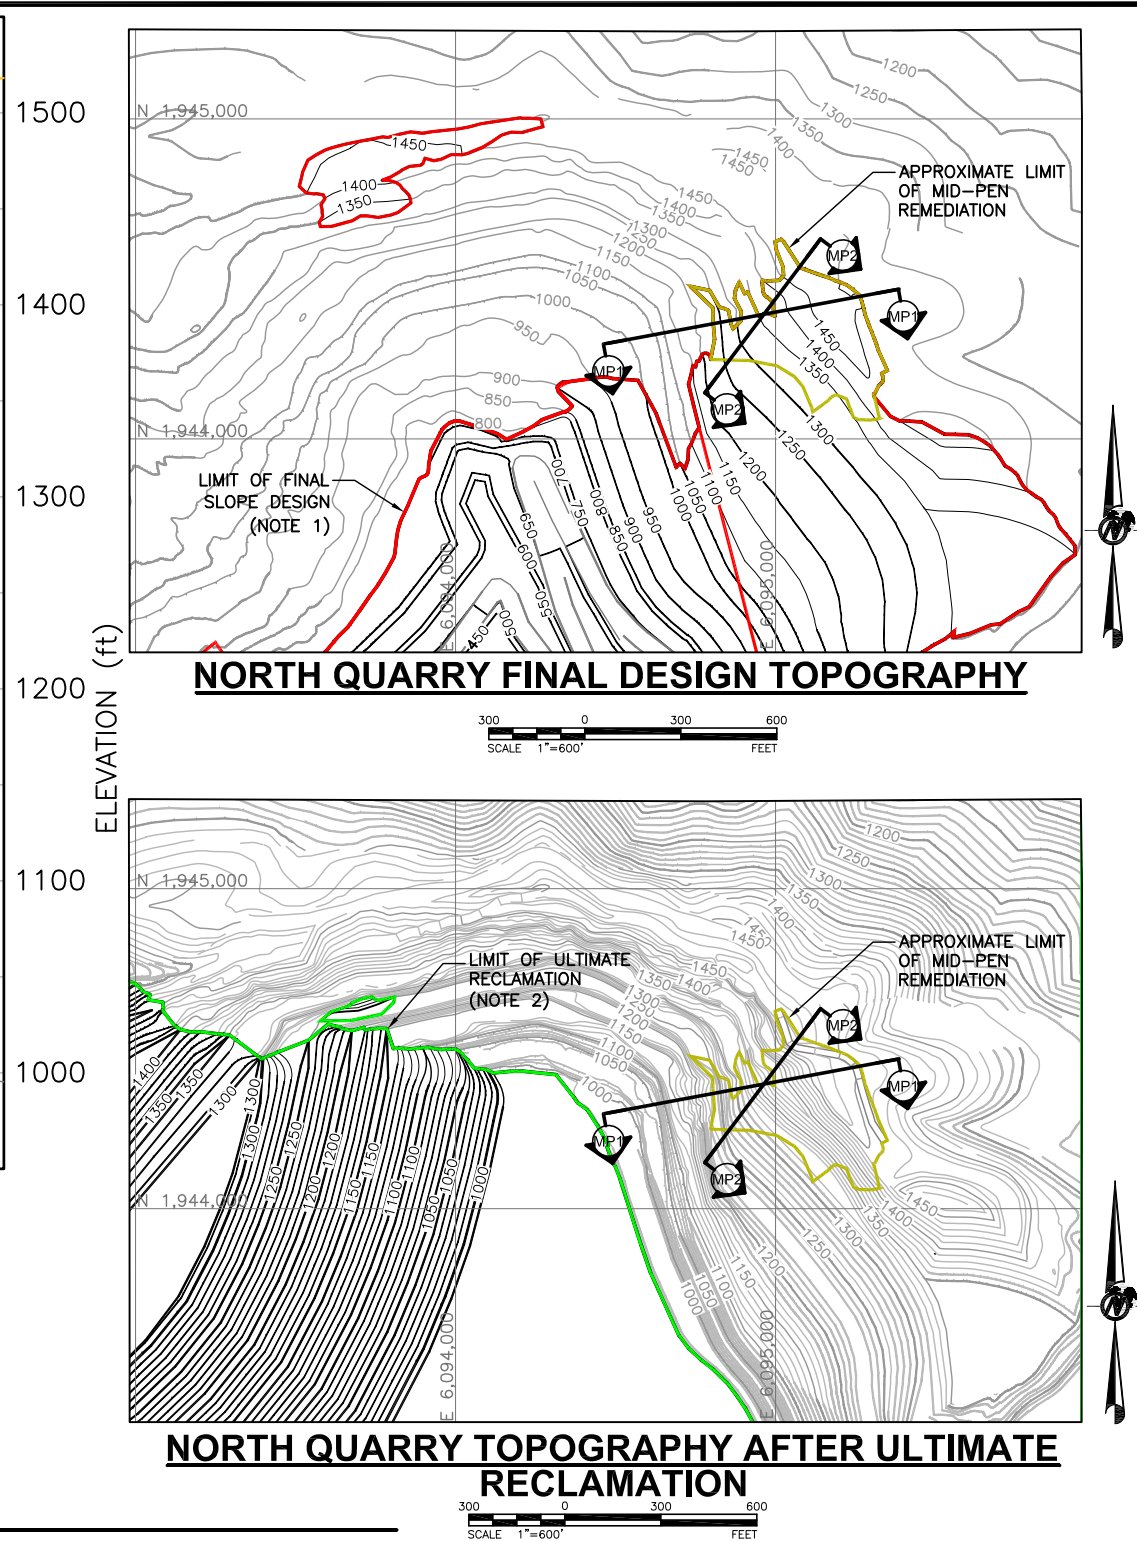 1500
1400
1300
1200
1100
1000
ELEVATION (ft)
N 1,945,000
1200
1250
1300
1350
1400
1450
1450
1450
1400
1350
APPROXIMATE LIMIT
OF MID-PEN
REMEDIATION
1450
1400
1350
1300
1250
1200
1150
1100
1050
1000
950
900
850
800
MP2
MP1
MP1
MP2
1450
1400
1350
1300
1250
1200
1150
1100
1050
1000
950
900
850
800
750
700
650
600
550
500
450
N 1,944,000
LIMIT OF FINAL
SLOPE DESIGN
(NOTE 1)
E 6,094,000
E 6,095,000
NORTH QUARRY FINAL DESIGN TOPOGRAPHY
300 0 300 600
SCALE 1"=600' FEET
N 1,945,000
1200
1250
1300
1350
1400
1450
1450
APPROXIMATE LIMIT
OF MID-PEN
REMEDIATION
LIMIT OF ULTIMATE
RECLAMATION
(NOTE 2)
1450
1400
1350
1300
1250
1200
1150
1100
1050
1000
MP2
MP1
MP1
MP2
1400
1350
1350
1300
1300
1300
1250
1250
1200
1200
1150
1150
1100
1100
1050
1050
1000
N 1,944,000
1450
1400
1350
1300
1250
1200
1150
1100
1050
1000
E 6,094,000
E 6,095,000
NORTH QUARRY TOPOGRAPHY AFTER ULTIMATE
RECLAMATION
300 0 300 600
SCALE 1"=600' FEET